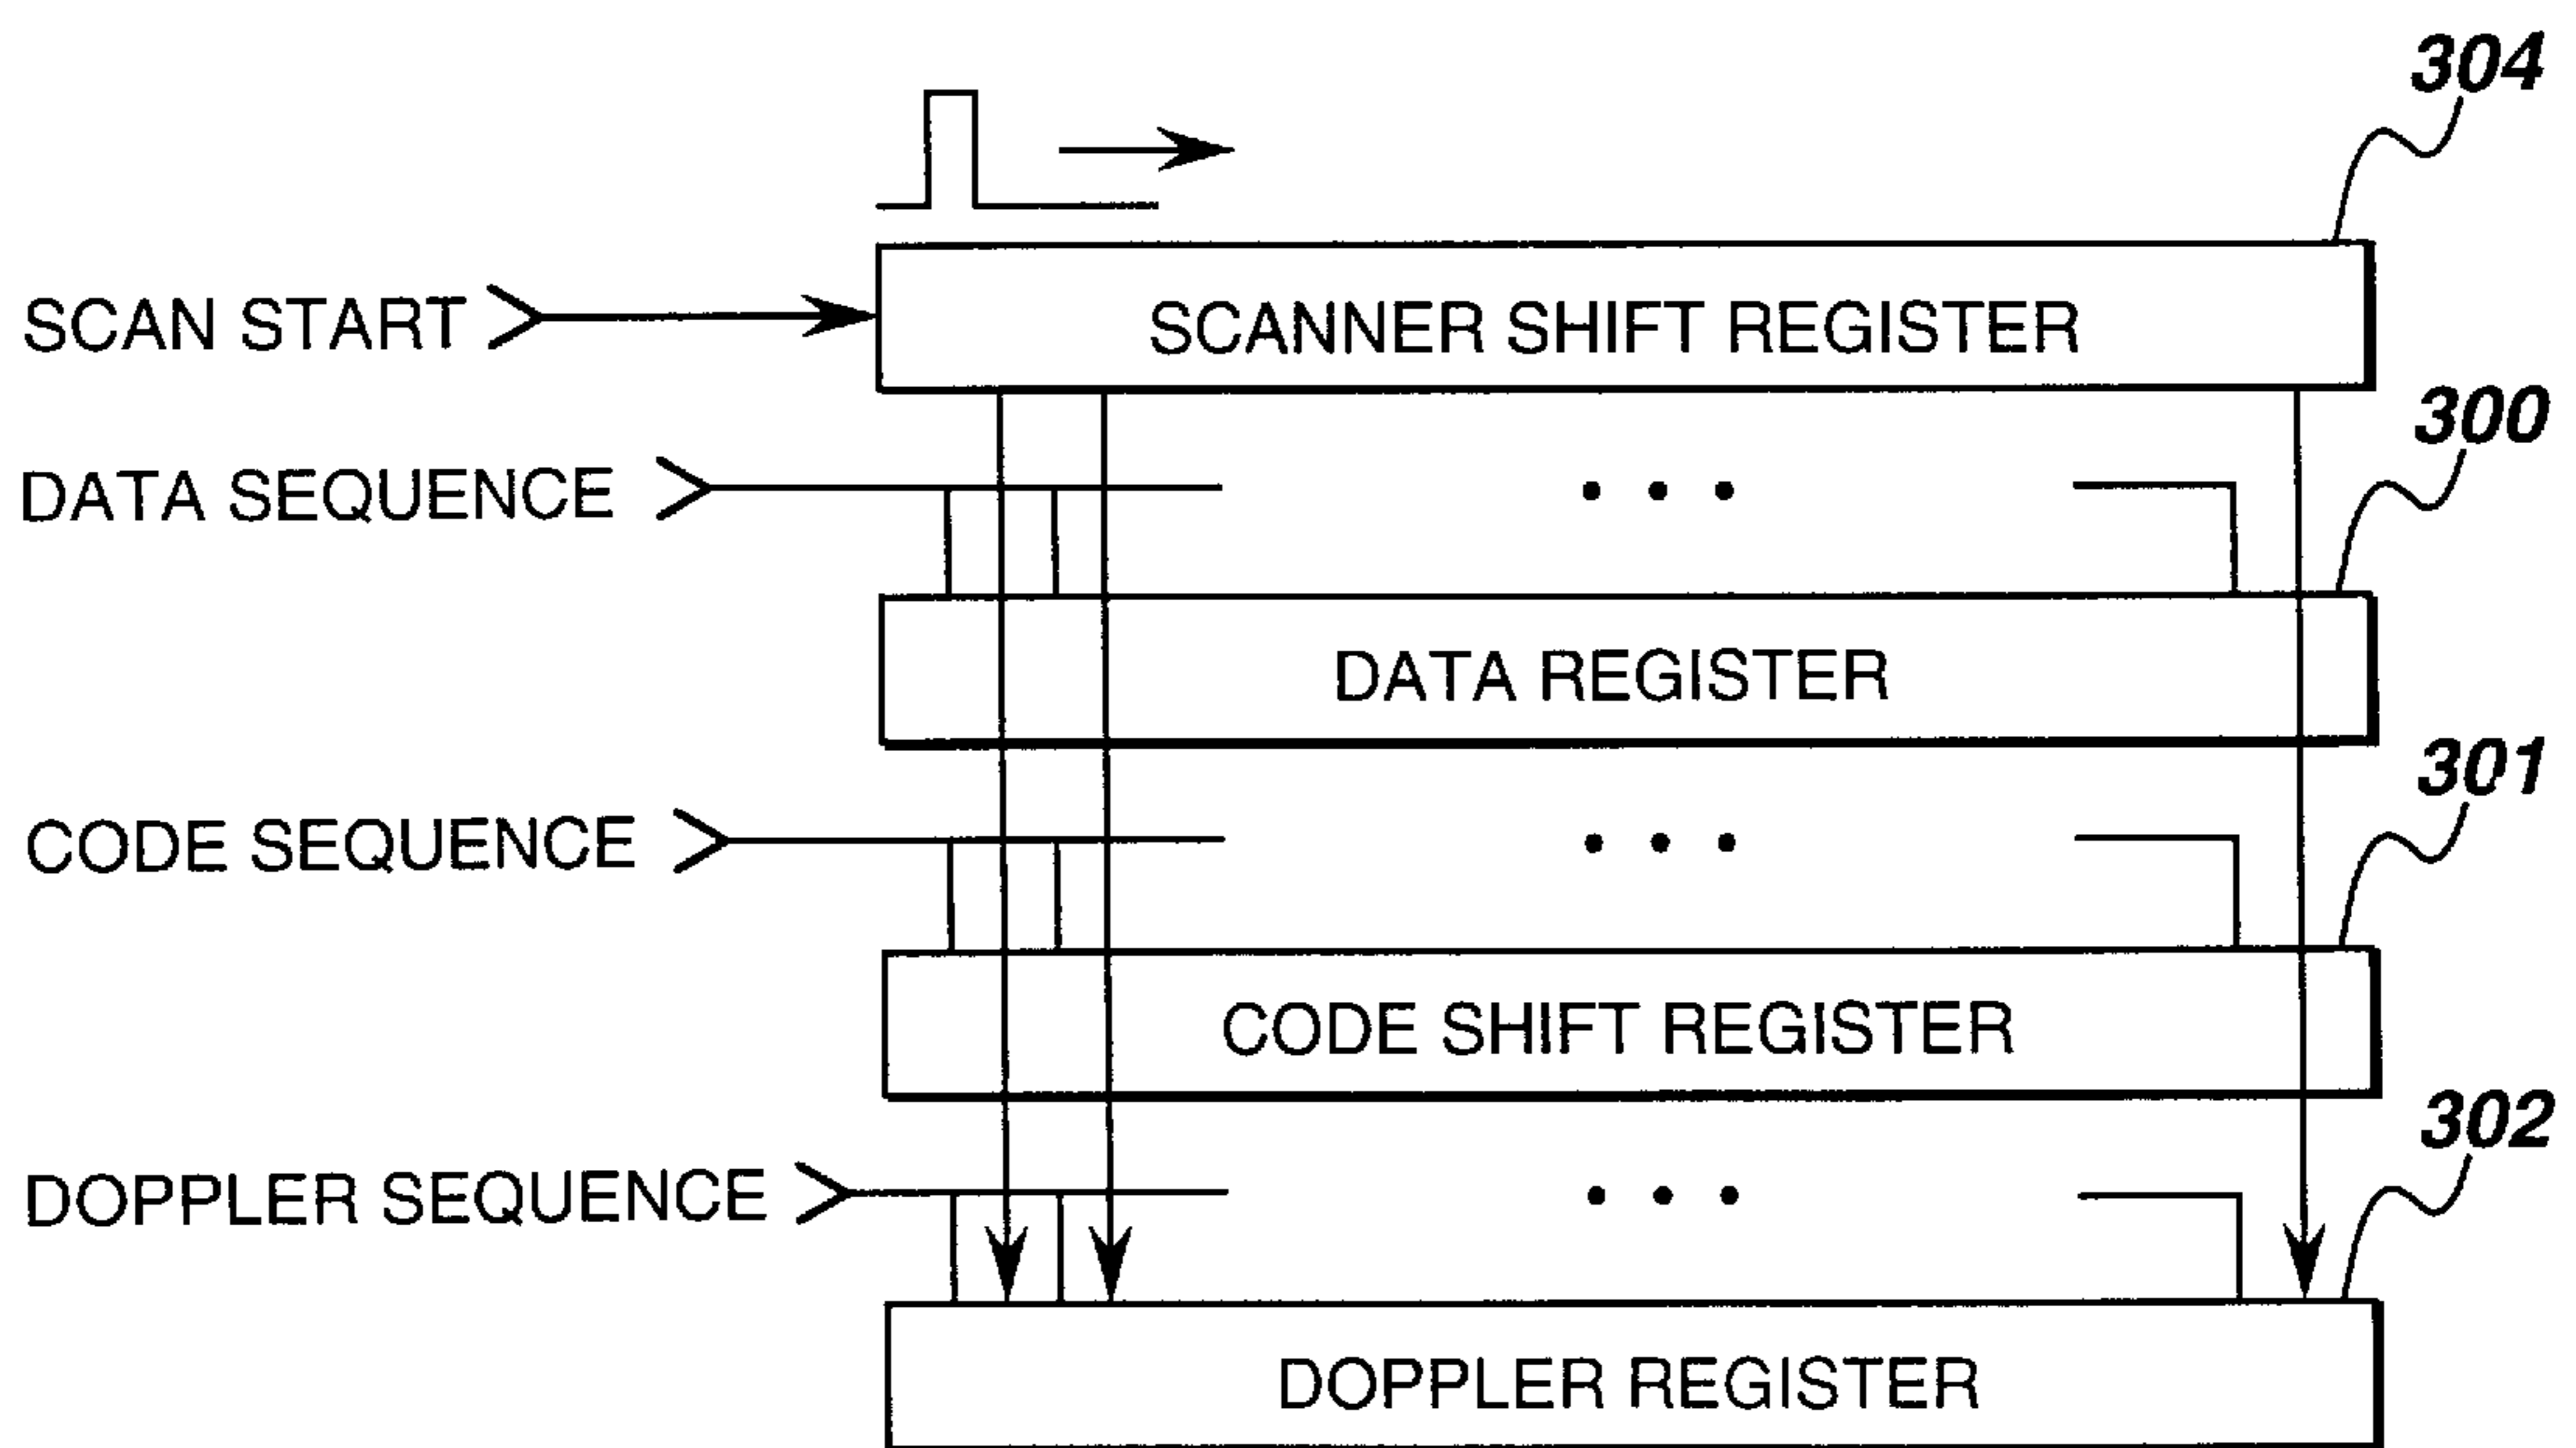 304
SCAN START
SCANNER SHIFT REGISTER
300
DATA SEQUENCE
DATA REGISTER
301
CODE SEQUENCE
CODE SHIFT REGISTER
302
DOPPLER SEQUENCE
DOPPLER REGISTER